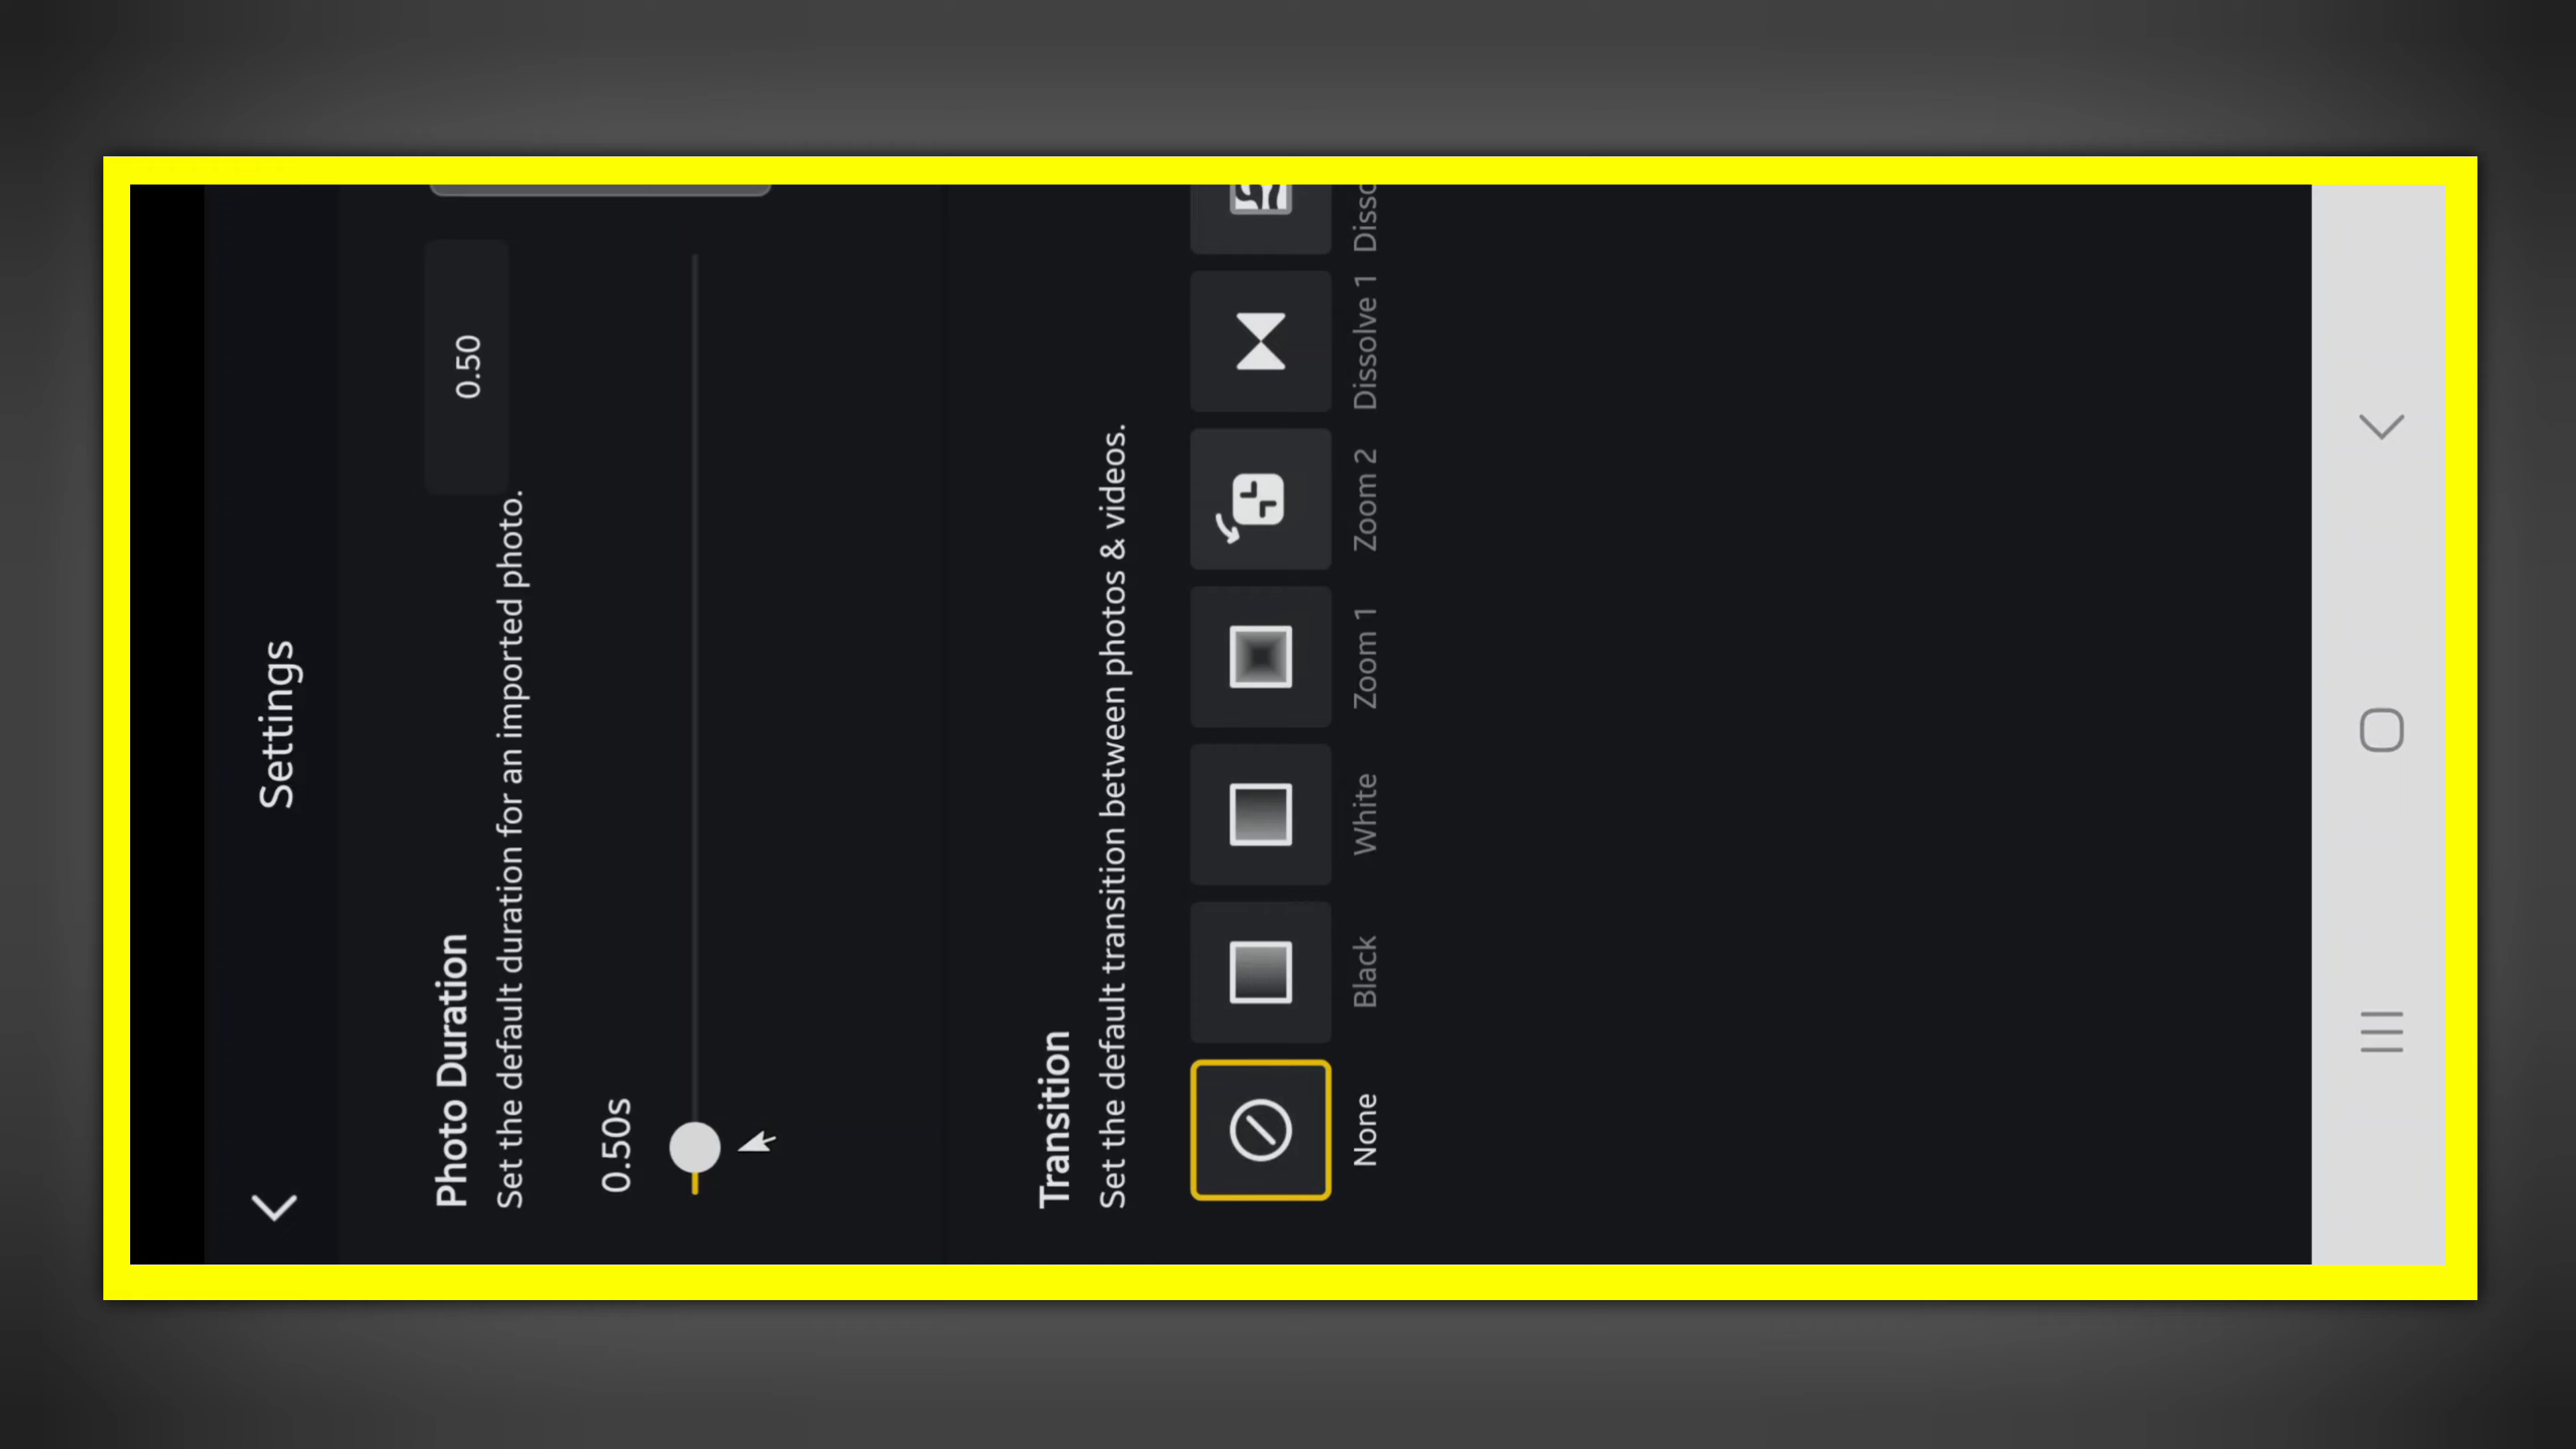 Settings
Photo Duration
0.50
Set the default duration for an imported photo.
0.50s
Transition
Set the default transition between photos & videos.
None
Black
White
Zoom 1
Zoom 2
Dissolve 1